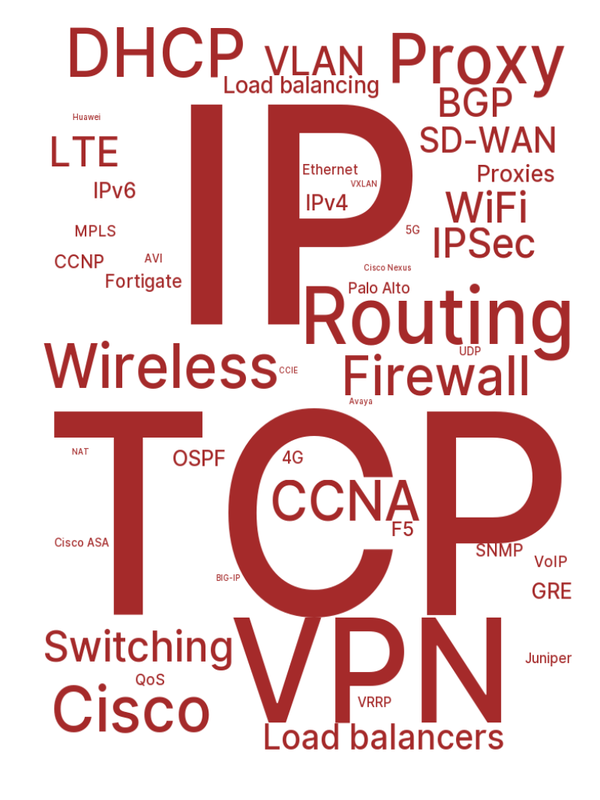 DHCP
VLAN
Proxy
Load balancing
BGP
Huawei
SD-WAN
LTE
IP
Ethernet
Proxies
VXLAN
IPv6
IPv4
WiFi
MPLS
5G
IPSec
CCNP
AVI
Cisco Nexus
Fortigate
Palo Alto
Routing
UDP
Wireless
CCIE
Firewall
Avaya
TCP
NAT
OSPF
4G
CCNA
F5
Cisco ASA
SNMP
VoIP
BIG-IP
GRE
Switching
VPN
Juniper
QoS
Cisco
VRRP
Load balancers